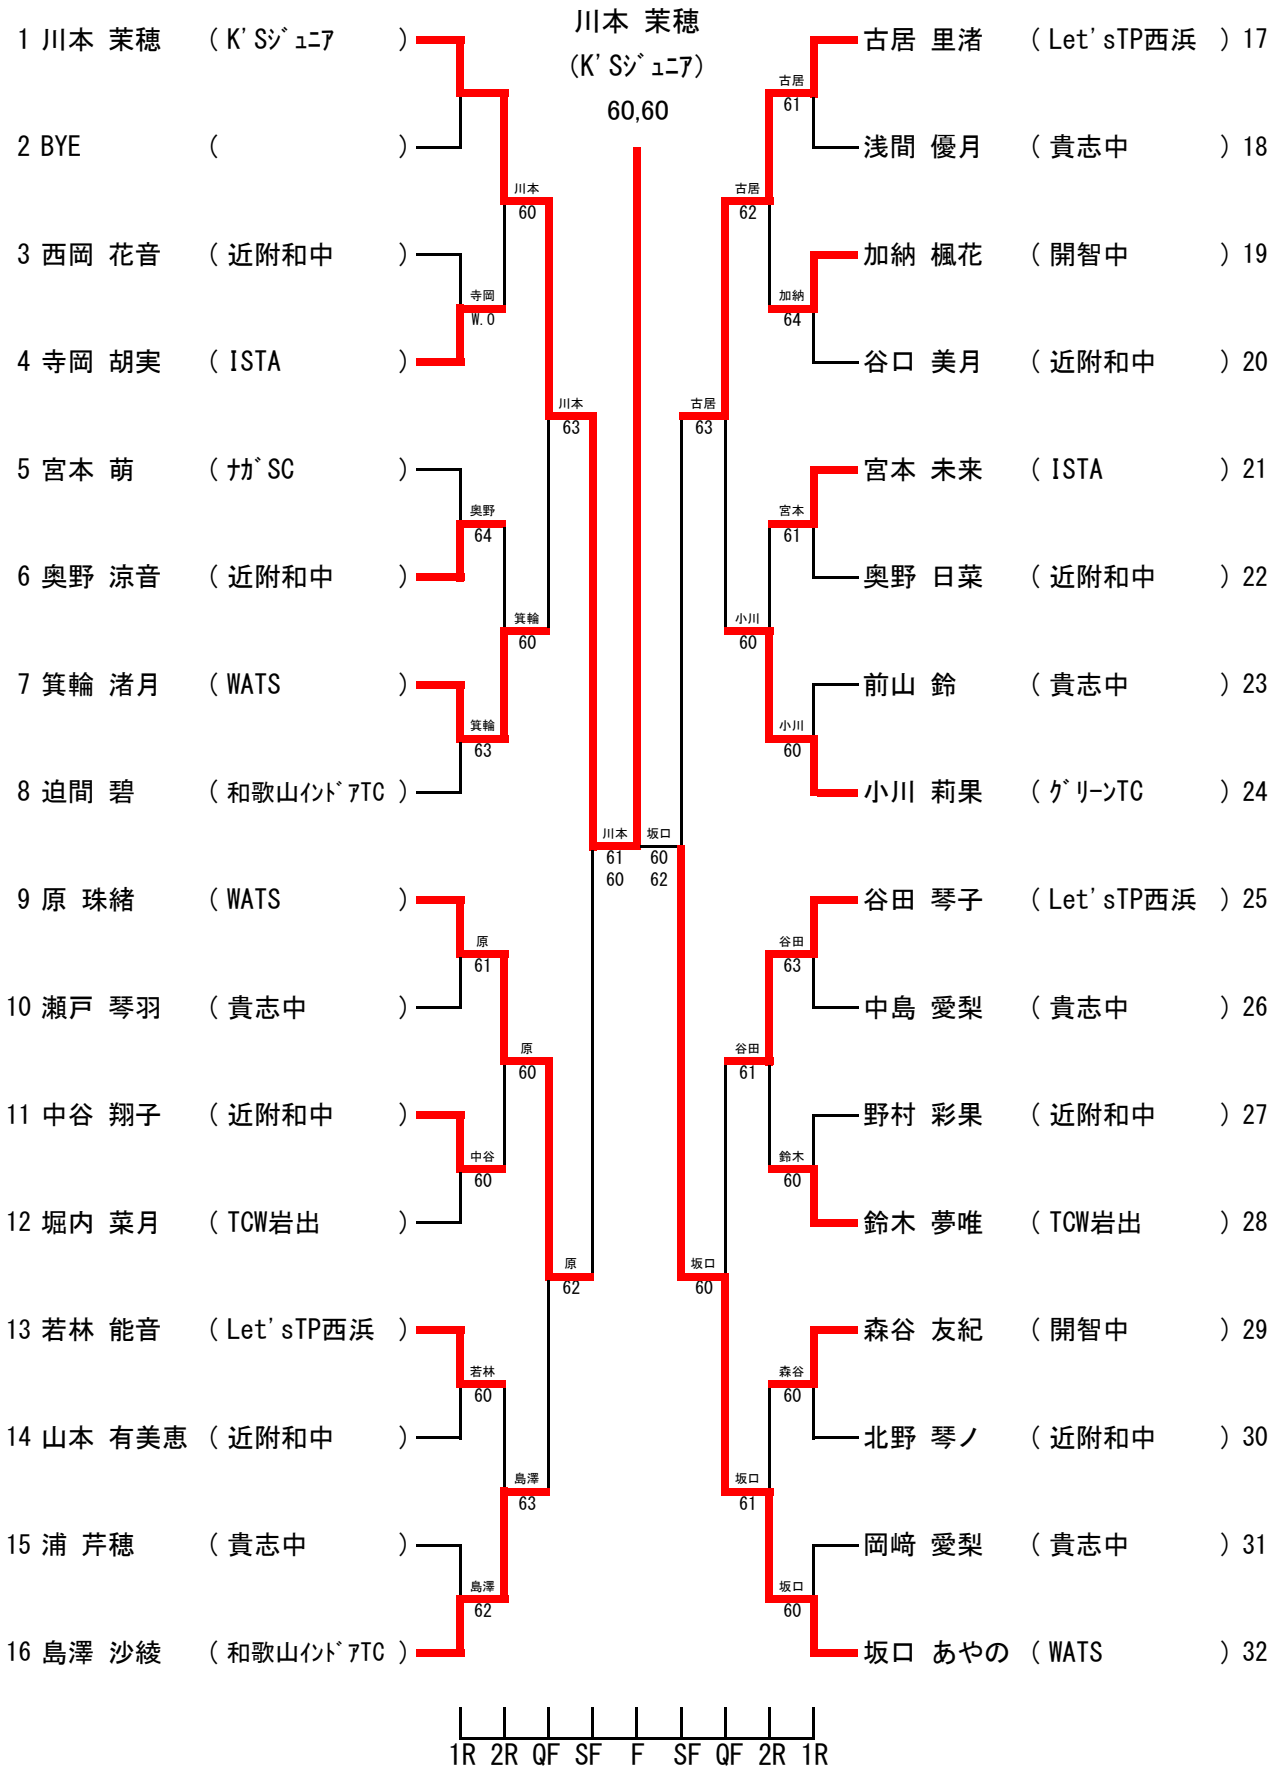 川本 茉穂
(K'Sジュニア)
60,60
1 川本 茉穂 ( K'Sジュニア )
2 BYE ( )
3 西岡 花音 ( 近附和中 )
4 寺岡 胡実 ( ISTA )
5 宮本 萌 ( ナガSC )
6 奥野 涼音 ( 近附和中 )
7 箕輪 渚月 ( WATS )
8 迫間 碧 ( 和歌山インドアTC )
9 原 珠緒 ( WATS )
10 瀬戸 琴羽 ( 貴志中 )
11 中谷 翔子 ( 近附和中 )
12 堀内 菜月 ( TCW岩出 )
13 若林 能音 ( Let'sTP西浜 )
14 山本 有美恵 ( 近附和中 )
15 浦 芹穂 ( 貴志中 )
16 島澤 沙綾 ( 和歌山インドアTC )
寺岡
W.O
奥野
64
箕輪
63
原
61
中谷
60
若林
60
島澤
62
川本
60
箕輪
60
原
60
島澤
63
川本
63
原
62
川本
61
60
坂口
60
62
古居
63
坂口
60
古居
62
小川
60
谷田
61
坂口
61
古居
61
加納
64
宮本
61
小川
60
谷田
63
鈴木
60
森谷
60
坂口
60
古居 里渚 ( Let'sTP西浜 ) 17
浅間 優月 ( 貴志中 ) 18
加納 楓花 ( 開智中 ) 19
谷口 美月 ( 近附和中 ) 20
宮本 未来 ( ISTA ) 21
奥野 日菜 ( 近附和中 ) 22
前山 鈴 ( 貴志中 ) 23
小川 莉果 ( グリーンTC ) 24
谷田 琴子 ( Let'sTP西浜 ) 25
中島 愛梨 ( 貴志中 ) 26
野村 彩果 ( 近附和中 ) 27
鈴木 夢唯 ( TCW岩出 ) 28
森谷 友紀 ( 開智中 ) 29
北野 琴ノ ( 近附和中 ) 30
岡﨑 愛梨 ( 貴志中 ) 31
坂口 あやの ( WATS ) 32
1R 2R QF SF F SF QF 2R 1R